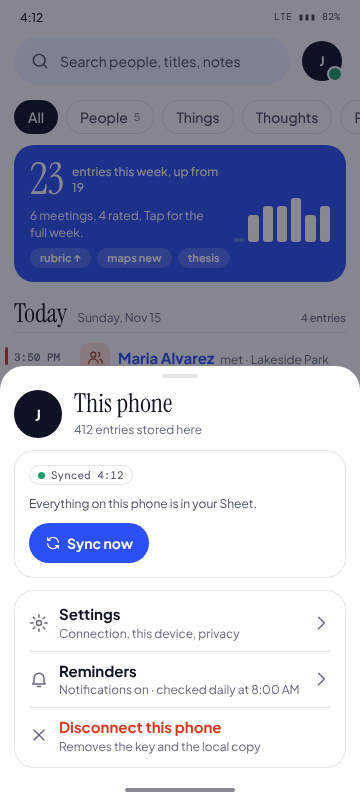 4:12
LTE 82%
Search people, titles, notes
J
All
People 5
Things
Thoughts
23 entries this week, up from
19
6 meetings, 4 rated. Tap for the
full week.
rubric ↑
maps new
thesis
Today Sunday, Nov 15 4 entries
3:50 PM
Maria Alvarez met · Lakeside Park
J
This phone
412 entries stored here
Synced 4:12
Everything on this phone is in your Sheet.
Sync now
Settings
Connection, this device, privacy
Reminders
Notifications on · checked daily at 8:00 AM
Disconnect this phone
Removes the key and the local copy